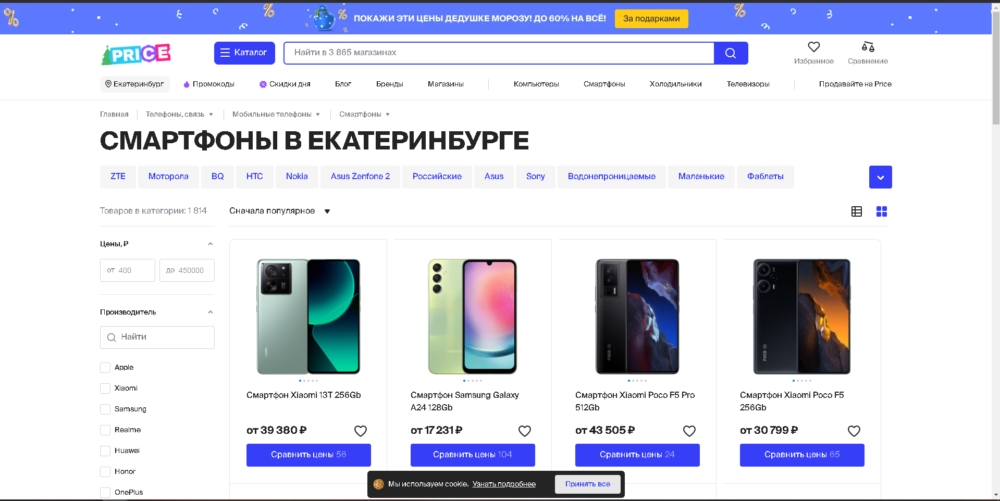 ПОКАЖИ ЭТИ ЦЕНЫ ДЕДУШКЕ МОРОЗУ! ДО 60% НА ВСЁ!
За подарками
PRICE
Каталог
Найти в 3 865 магазинах
Избранное
Сравнение
Екатеринбург
Промокоды
Скидки дня
Блог
Бренды
Магазины
Компьютеры
Смартфоны
Холодильники
Телевизоры
Продавайте на Price
Главная
Телефоны, связь
Мобильные телефоны
Смартфоны
СМАРТФОНЫ В ЕКАТЕРИНБУРГЕ
ZTE
Моторола
BQ
HTC
Nokia
Asus Zenfone 2
Российские
Asus
Sony
Водонепроницаемые
Маленькие
Фаблеты
Товаров в категории: 1 814
Сначала популярное
Цены, ₽
от 400
до 450000
Производитель
Найти
Apple
Xiaomi
Samsung
Realme
Huawei
Honor
OnePlus
Смартфон Xiaomi 13T 256Gb
от 39 380 ₽
Сравнить цены 56
SAMSUNG
Смартфон Samsung Galaxy
A24 128Gb
от 17 231 ₽
Сравнить цены 104
POCO
Смартфон Xiaomi Poco F5 Pro
512Gb
от 43 505 ₽
Сравнить цены 24
POCO
Смартфон Xiaomi Poco F5
256Gb
от 30 799 ₽
Сравнить цены 65
Мы используем cookie. Узнать подробнее
Принять все